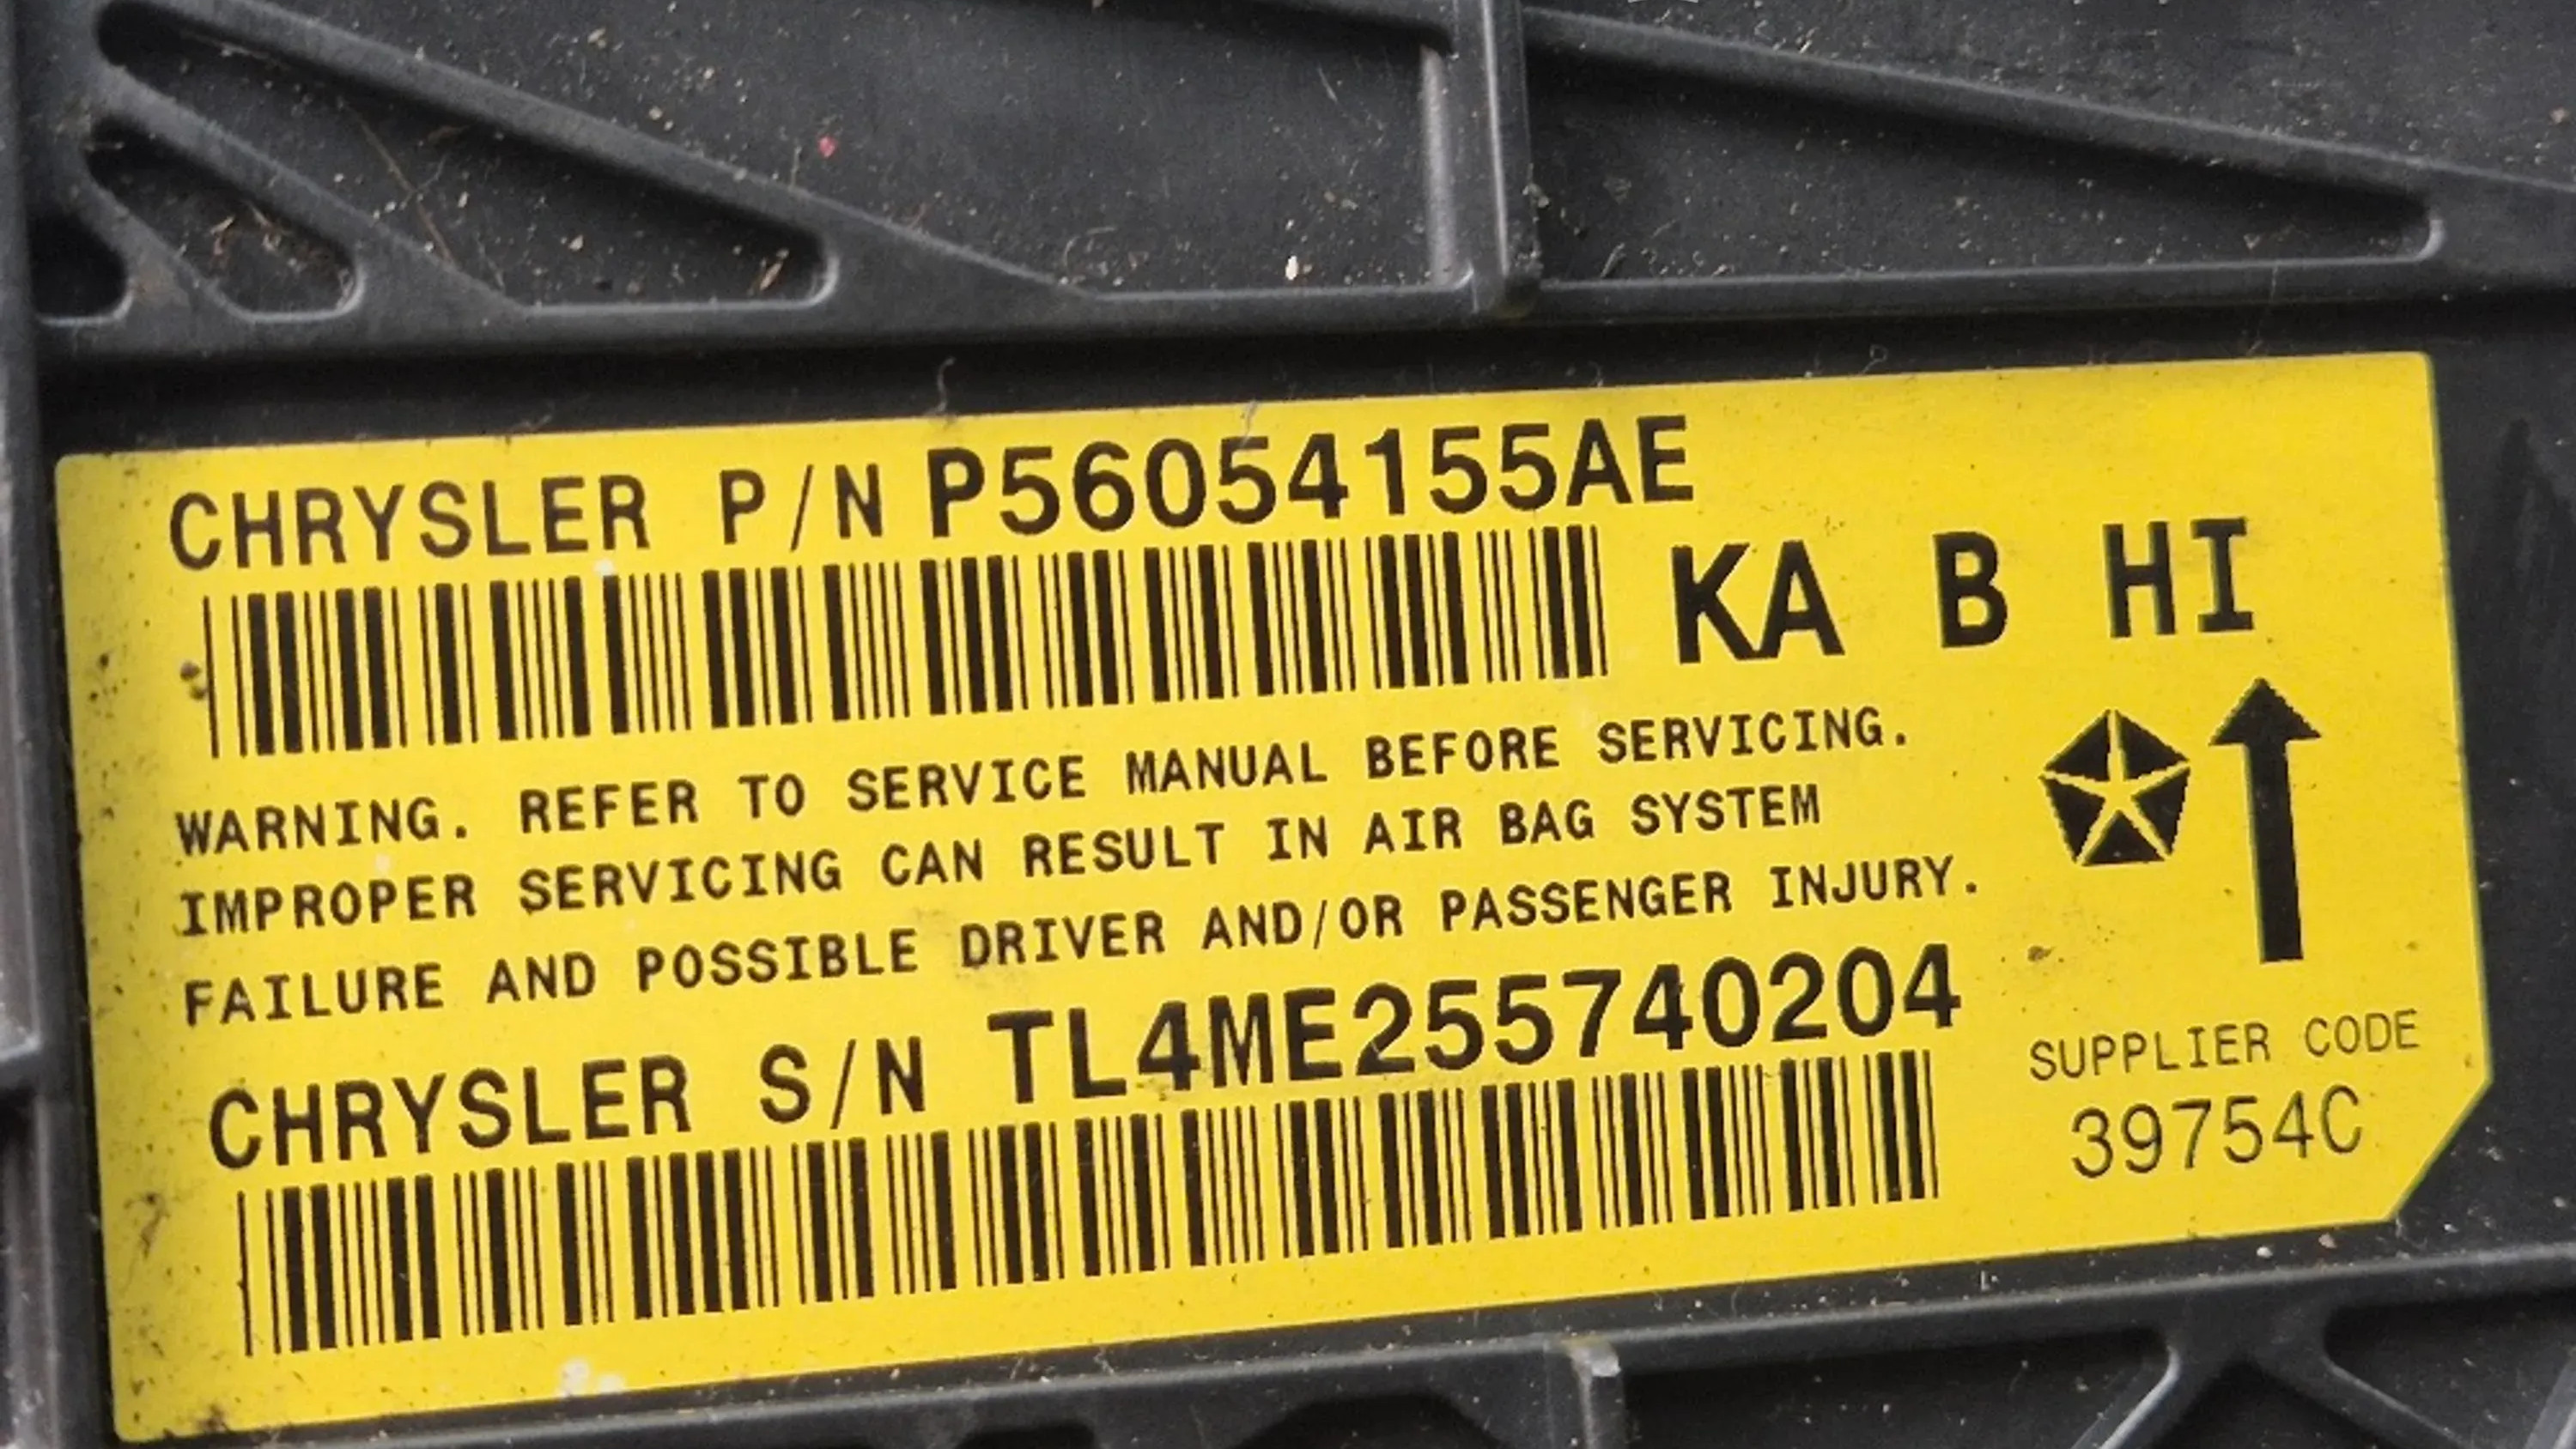 CHRYSLER P/N P56054155AE
KA B HI
WARNING. REFER TO SERVICE MANUAL BEFORE SERVICING.
IMPROPER SERVICING CAN RESULT IN AIR BAG SYSTEM
FAILURE AND POSSIBLE DRIVER AND/OR PASSENGER INJURY.
CHRYSLER S/N TL4ME255740204
SUPPLIER CODE
39754C